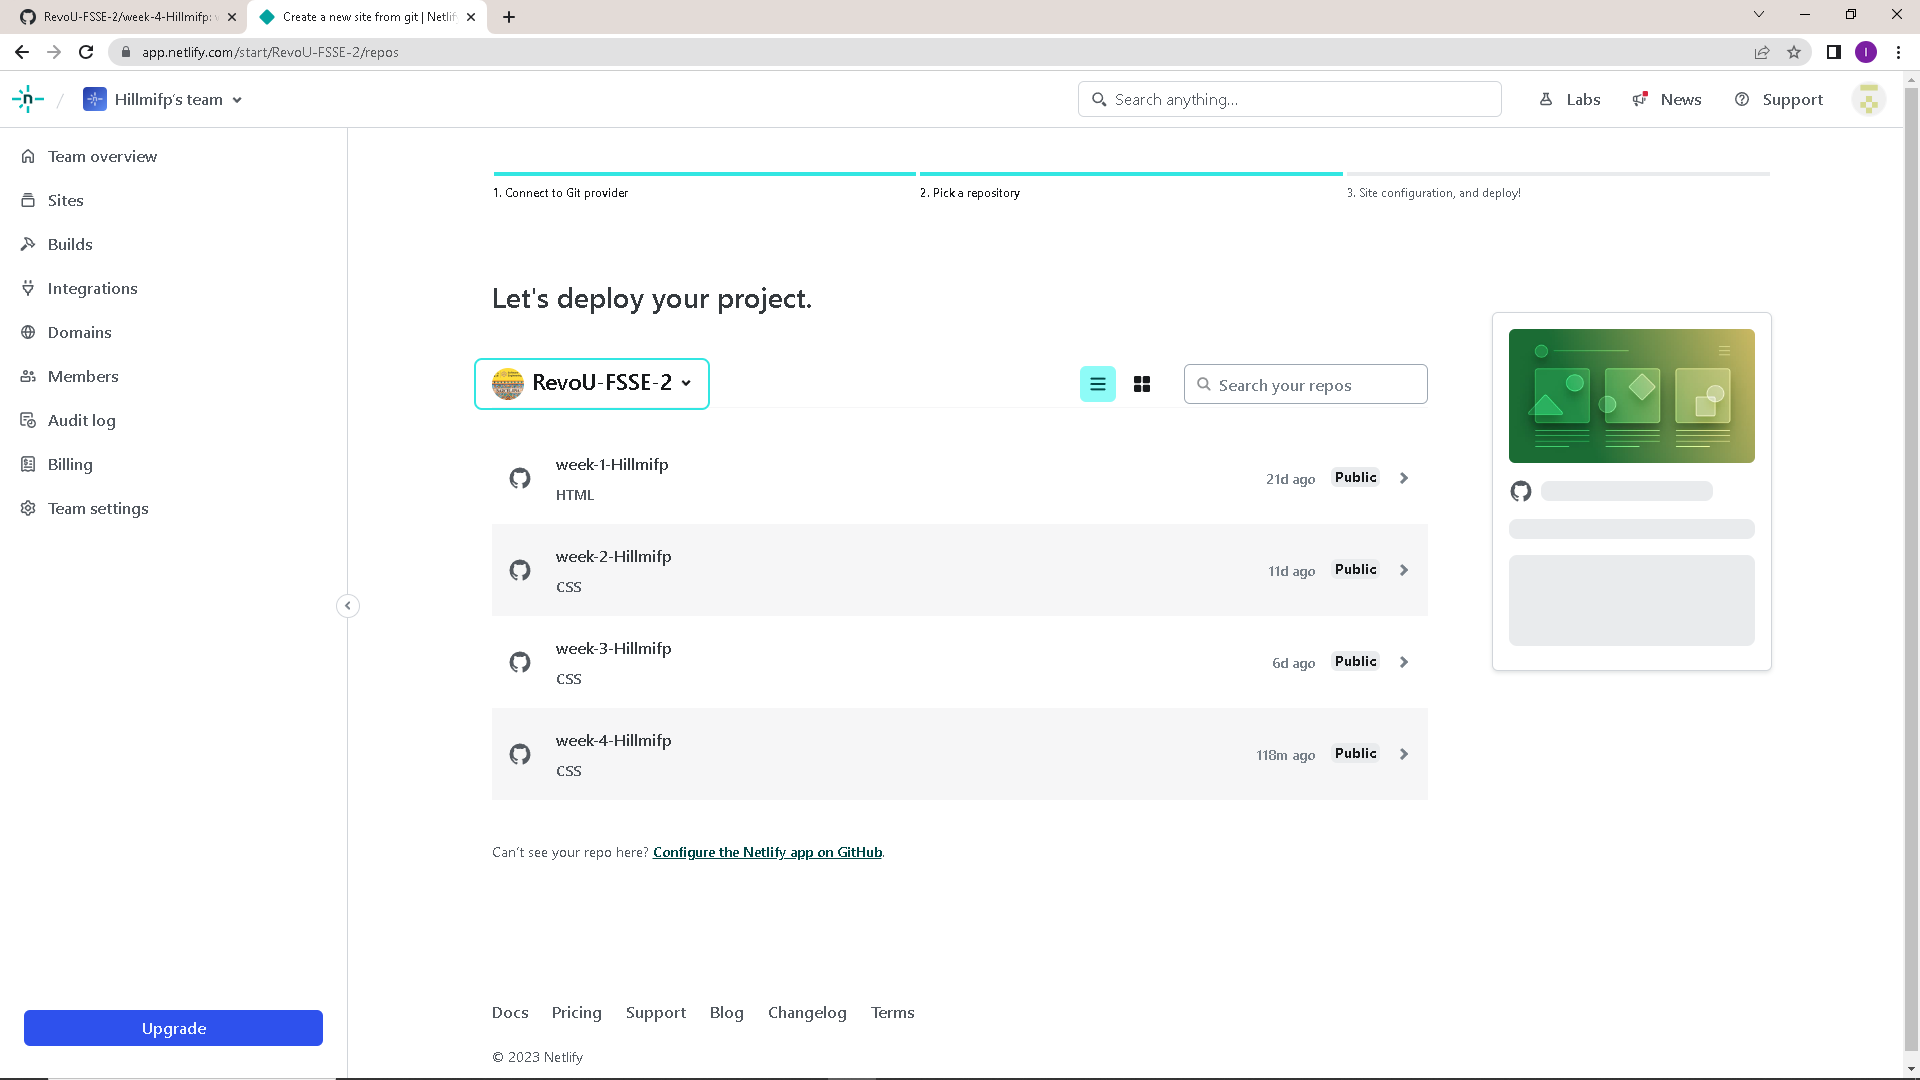 RevoU-FSSE-2/week-4-Hillmifp:
Create a new site from git | Netlify
app.netlify.com/start/RevoU-FSSE-2/repos
I
n
Hillmifp's team
Search anything...
Labs
News
Support
Team overview
Sites
Builds
Integrations
Domains
Members
Audit log
Billing
Team settings
Upgrade
1. Connect to Git provider
2. Pick a repository
3. Site configuration, and deploy!
Let's deploy your project.
RevoU-FSSE-2
Search your repos
week-1-Hillmifp
HTML
21d ago
Public
week-2-Hillmifp
CSS
11d ago
Public
week-3-Hillmifp
CSS
6d ago
Public
week-4-Hillmifp
CSS
118m ago
Public
Can't see your repo here? Configure the Netlify app on GitHub.
Docs
Pricing
Support
Blog
Changelog
Terms
© 2023 Netlify